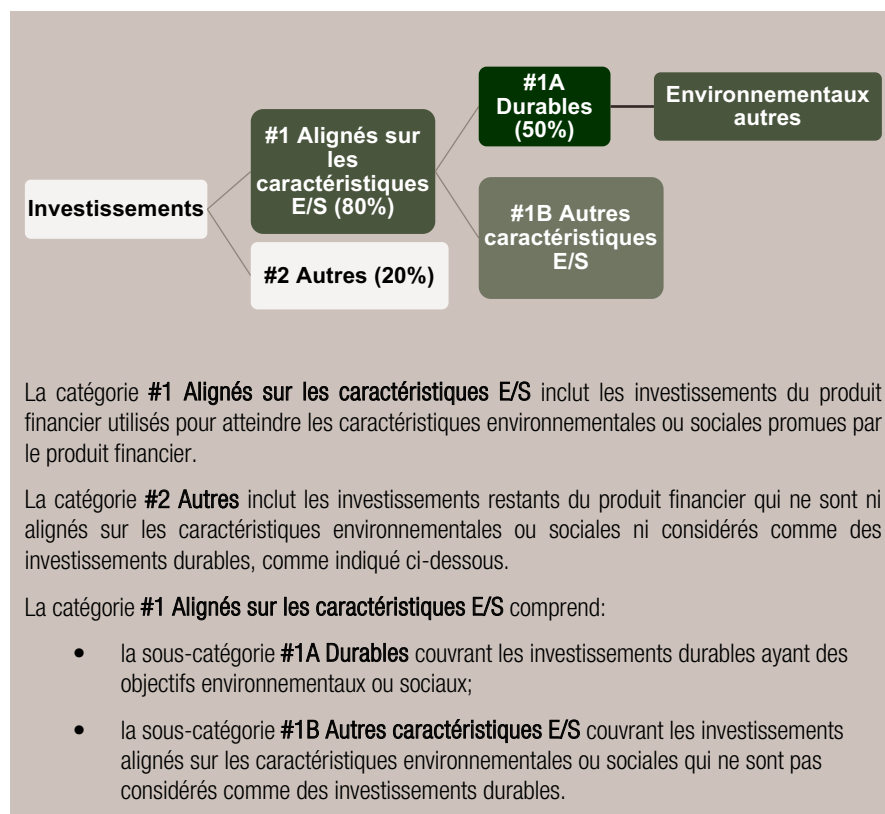 #1A
Durables
(50%)
Environnementaux
autres
#1 Alignés sur
les
caractéristiques
E/S (80%)
Investissements
#1B Autres
caractéristiques
E/S
#2 Autres (20%)
La catégorie #1 Alignés sur les caractéristiques E/S inclut les investissements du produit
financier utilisés pour atteindre les caractéristiques environnementales ou sociales promues par
le produit financier.
La catégorie #2 Autres inclut les investissements restants du produit financier qui ne sont ni
alignés sur les caractéristiques environnementales ou sociales ni considérés comme des
investissements durables, comme indiqué ci-dessous.
La catégorie #1 Alignés sur les caractéristiques E/S comprend:
• la sous-catégorie #1A Durables couvrant les investissements durables ayant des
objectifs environnementaux ou sociaux;
• la sous-catégorie #1B Autres caractéristiques E/S couvrant les investissements
alignés sur les caractéristiques environnementales ou sociales qui ne sont pas
considérés comme des investissements durables.